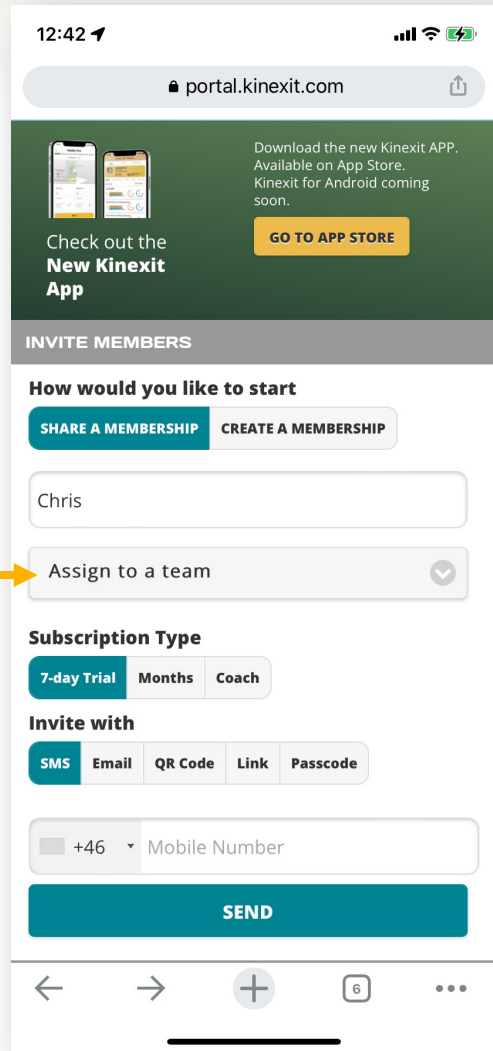 12:42
portal.kinexit.com
Download the new Kinexit APP.
Available on App Store.
Kinexit for Android coming
soon.
GO TO APP STORE
Check out the
New Kinexit
App
INVITE MEMBERS
How would you like to start
SHARE A MEMBERSHIP CREATE A MEMBERSHIP
Chris
Assign to a team
Subscription Type
7-day Trial Months Coach
Invite with
SMS Email QR Code Link Passcode
+46 Mobile Number
SEND
6